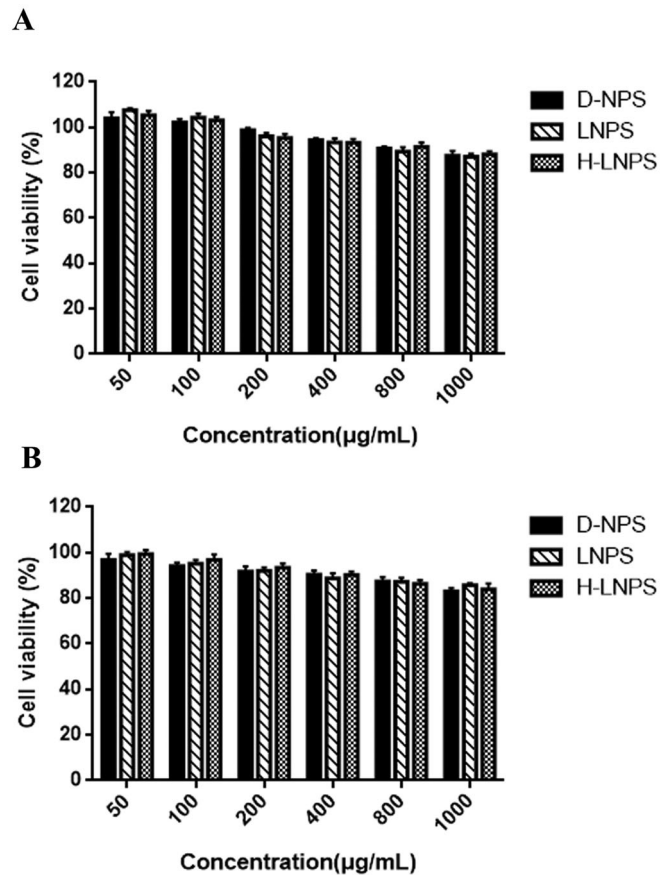 A
120
100
80
60
40
20
0
Cell viability (%)
50 100 200 400 800 1000
Concentration(µg/mL)
D-NPS
LNPS
H-LNPS
B
120
100
80
60
40
20
0
Cell viability (%)
50 100 200 400 800 1000
Concentration(µg/mL)
D-NPS
LNPS
H-LNPS